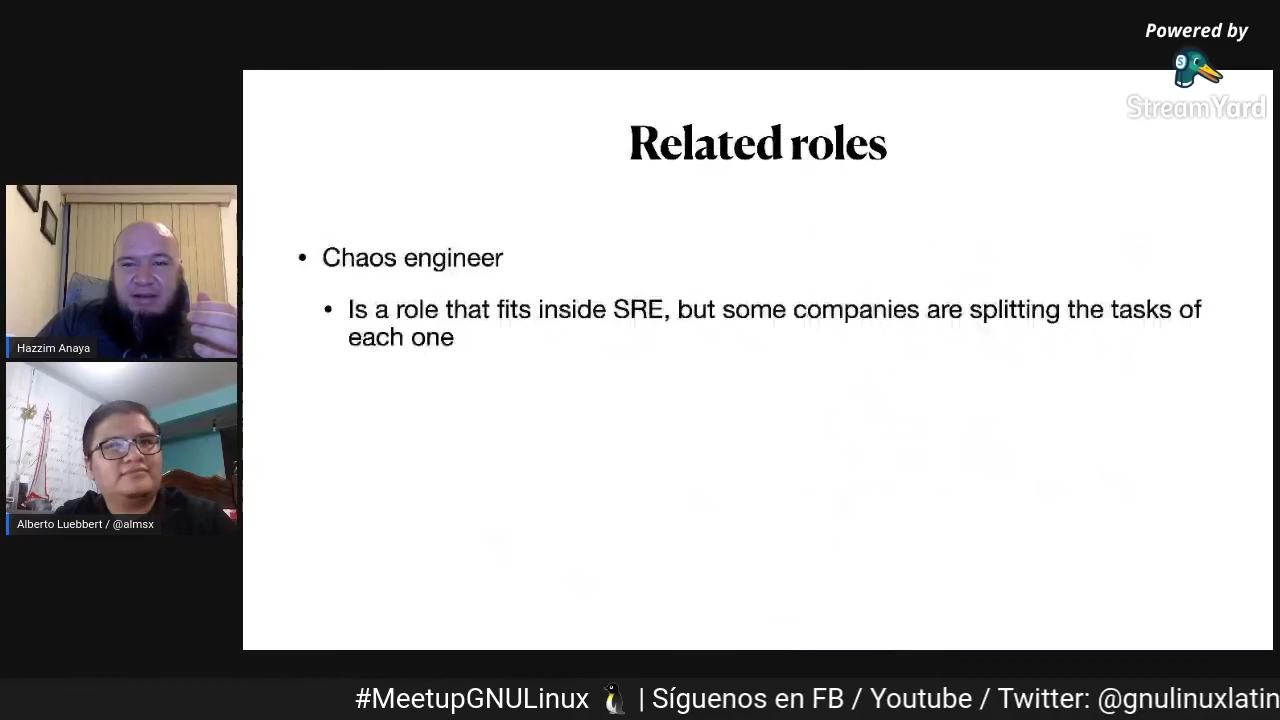 Powered by
StreamYard
Related roles
• Chaos engineer
• Is a role that fits inside SRE, but some companies are splitting the tasks of
each one
Hazzim Anaya
Alberto Luebbert / @almsx
#MeetupGNULinux 🐧 | Síguenos en FB / Youtube / Twitter: @gnulinuxlatin